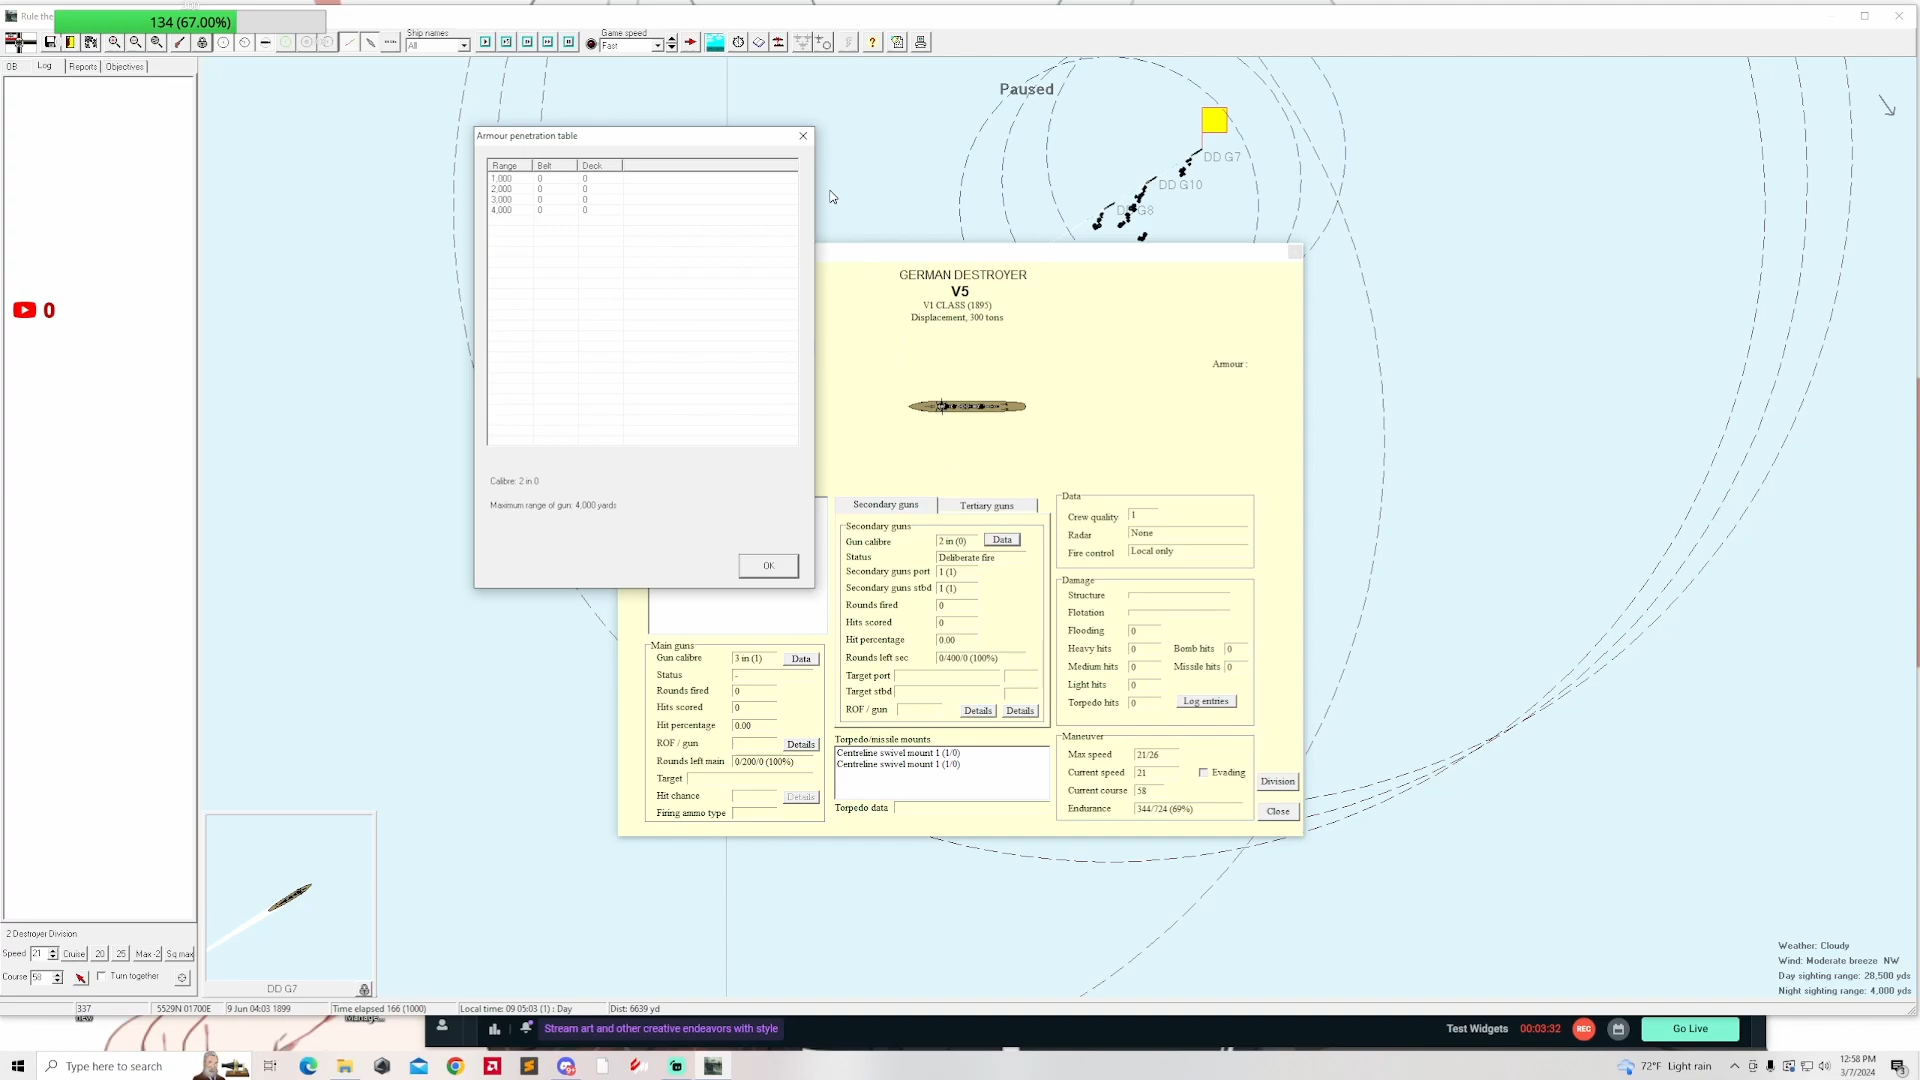 Rule the
134 (67.00%)
Ship names
All
Game speed
Fast
OB
Log
Reports
Objectives
Paused
DD G7
DD G10
Armour penetration table
Range Belt Deck
1,000 0 0
2,000 0 0
3,000 0 0
4,000 0 0
Calibre: 2 in 0
Maximum range of gun: 4,000 yards
OK
0
GERMAN DESTROYER
V5
V1 CLASS (1895)
Displacement, 300 tons
Armour :
Main guns
Gun calibre 3 in (1) Data
Status -
Rounds fired 0
Hits scored 0
Hit percentage 0.00
ROF / gun Details
Rounds left main 0/200/0 (100%)
Target
Hit chance Details
Firing ammo type
Secondary guns
Tertiary guns
Secondary guns
Gun calibre 2 in (0) Data
Status Deliberate fire
Secondary guns port 1 (1)
Secondary guns stbd 1 (1)
Rounds fired 0
Hits scored 0
Hit percentage 0.00
Rounds left sec 0/400/0 (100%)
Target port
Target stbd
ROF / gun Details Details
Torpedo/missile mounts
Centreline swivel mount 1 (1/0)
Centreline swivel mount 1 (1/0)
Torpedo data
Data
Crew quality 1
Radar None
Fire control Local only
Damage
Structure
Flotation
Flooding 0
Heavy hits 0 Bomb hits 0
Medium hits 0 Missile hits 0
Light hits 0
Torpedo hits 0 Log entries
Maneuver
Max speed 21/26
Current speed 21 Evading
Current course 58
Endurance 344/724 (69%)
Division
Close
2 Destroyer Division
Speed 21 Cruise 20 25 Max -2 Sq max
Course 58 Turn together
DD G7
Weather: Cloudy
Wind: Moderate breeze NW
Day sighting range: 28,500 yds
Night sighting range: 4,000 yds
337
5529N 01700E
9 Jun 04:03 1899
Time elapsed 166 (1000)
Local time: 09 05:03 (1) : Day
Dist: 6639 yd
new
Manage...
Stream art and other creative endeavors with style
Test Widgets
00:03:32
REC
Go Live
Type here to search
72°F Light rain
12:58 PM
3/7/2024